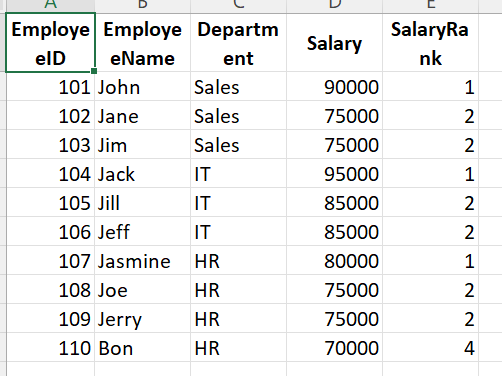 A B C D E
EmployeeID EmployeeName Department Salary SalaryRank
101 John Sales 90000 1
102 Jane Sales 75000 2
103 Jim Sales 75000 2
104 Jack IT 95000 1
105 Jill IT 85000 2
106 Jeff IT 85000 2
107 Jasmine HR 80000 1
108 Joe HR 75000 2
109 Jerry HR 75000 2
110 Bon HR 70000 4